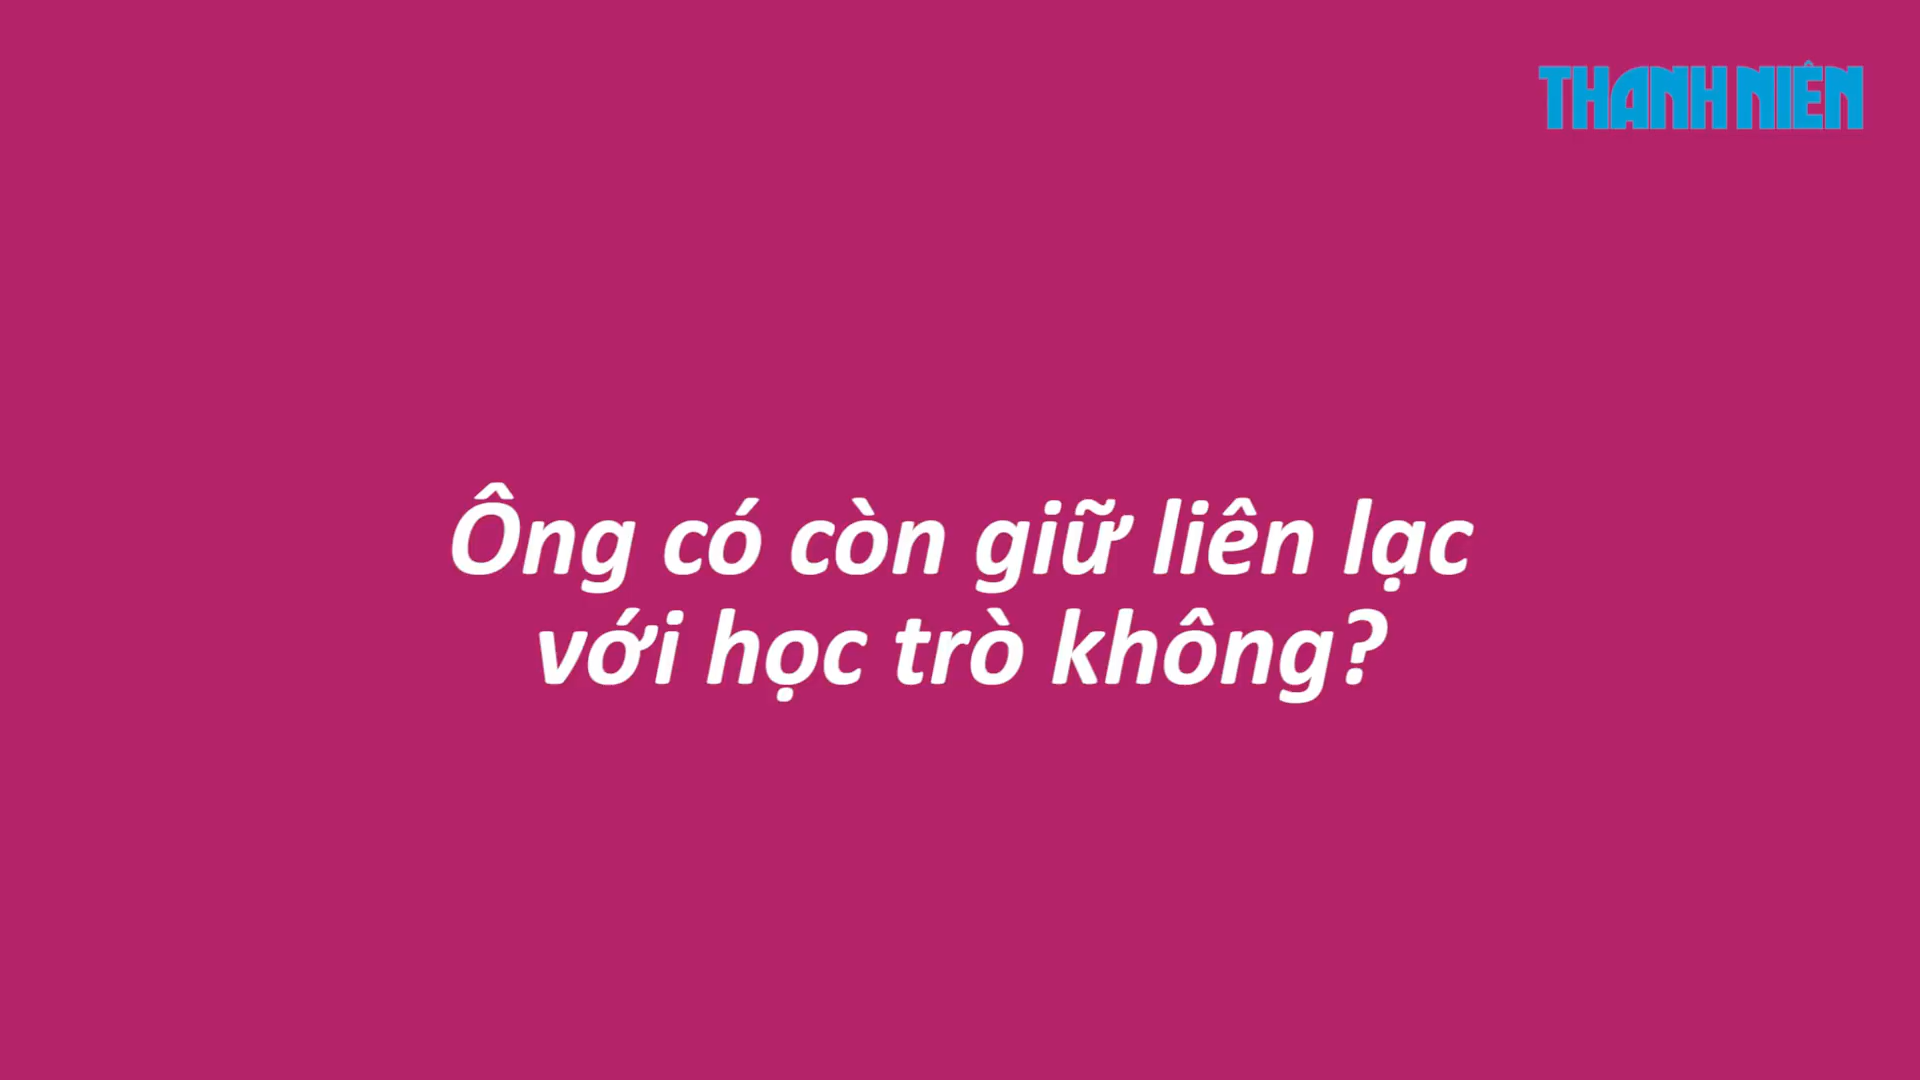 THANH NIÊN
Ông có còn giữ liên lạc
với học trò không?